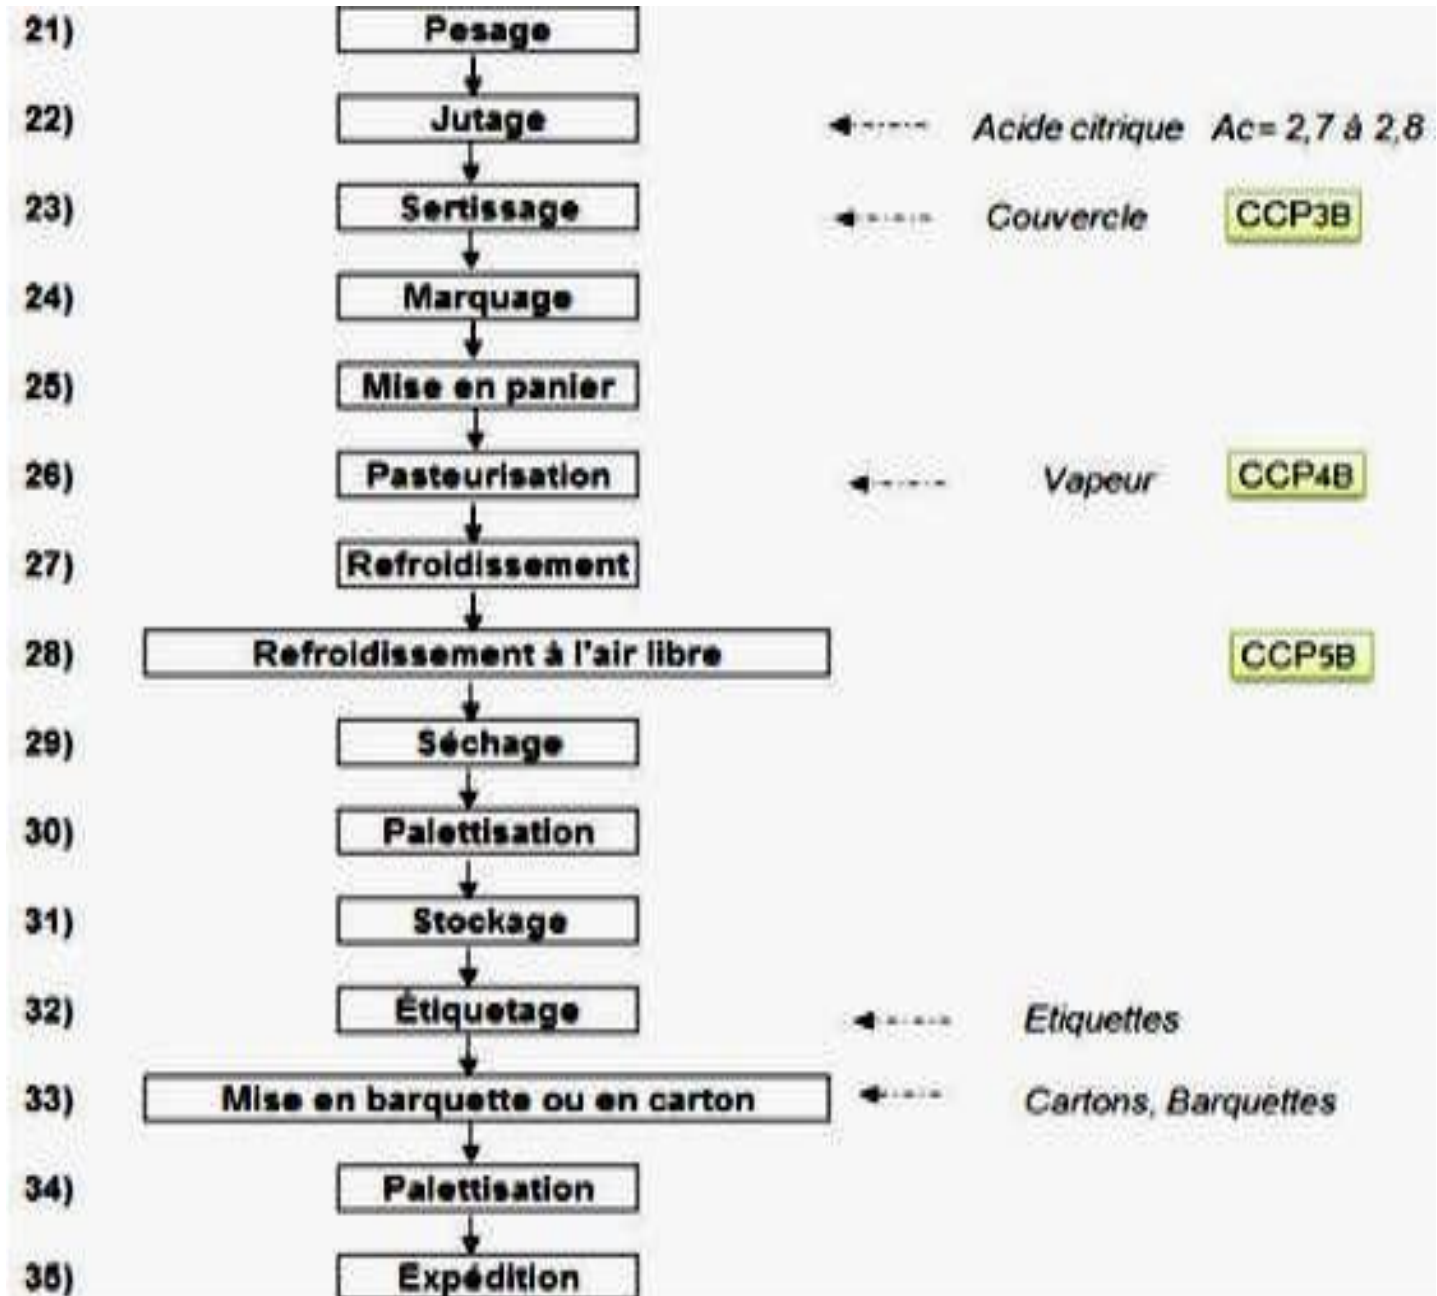 21) Pesage
22) Jutage Acide citrique Ac= 2,7 à 2,8
23) Sertissage Couvercle CCP3B
24) Marquage
25) Mise en panier
26) Pasteurisation Vapeur CCP4B
27) Refroidissement
28) Refroidissement à l'air libre CCP5B
29) Séchage
30) Palettisation
31) Stockage
32) Étiquetage Etiquettes
33) Mise en barquette ou en carton Cartons, Barquettes
34) Palettisation
35) Expédition